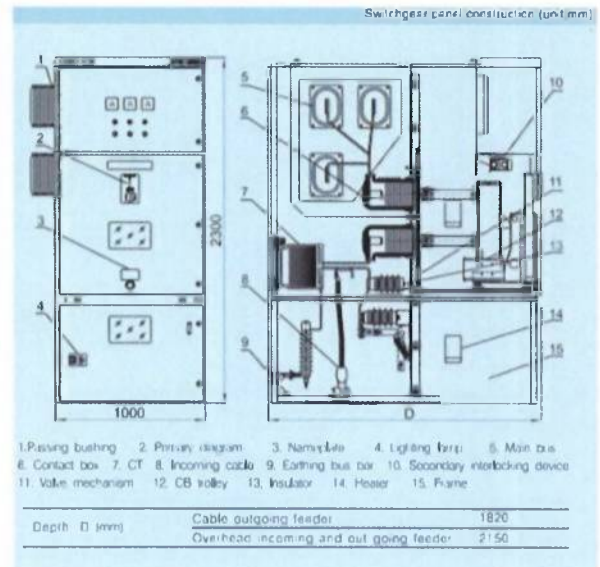 Switchgear panel construction (unit mm)
1
2
3
4
5
6
7
8
9
10
11
12
13
14
15
2300
1000
D
1.Passing bushing 2. Primary diagram 3. Nameplate 4. Lighting lamp 5. Main bus
6. Contact box 7. CT 8. Incoming cable 9. Earthing bus bar 10. Secondary interlocking device
11. Valve mechanism 12. CB trolley 13, Insulator 14. Heater 15. Frame
Depth D (mm)
Cable outgoing feeder 1820
Overhead incoming and out going feeder 2150